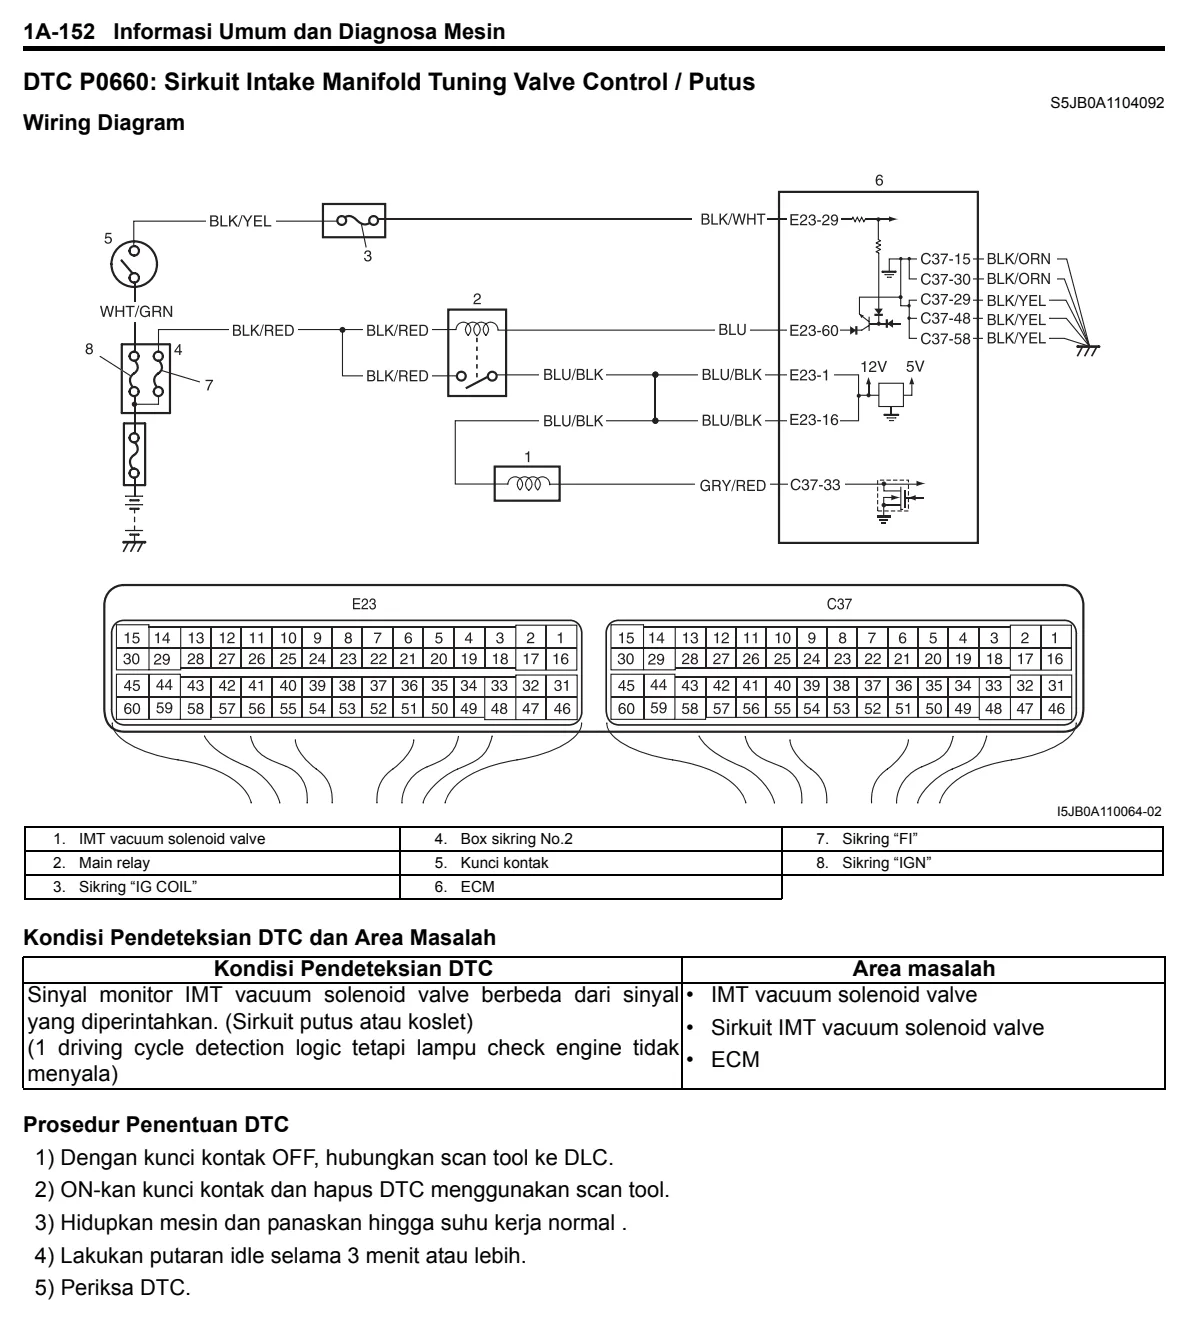 1A-152 Informasi Umum dan Diagnosa Mesin
DTC P0660: Sirkuit Intake Manifold Tuning Valve Control / Putus
S5JB0A1104092
Wiring Diagram
6
BLK/YEL
BLK/WHT
E23-29
5
3
C37-15
BLK/ORN
C37-30
BLK/ORN
2
C37-29
BLK/YEL
WHT/GRN
C37-48
BLK/YEL
BLK/RED
BLK/RED
BLU
E23-60
C37-58
BLK/YEL
8
4
7
BLK/RED
BLU/BLK
BLU/BLK
E23-1
12V
5V
BLU/BLK
BLU/BLK
E23-16
1
GRY/RED
C37-33
E23
C37
15 14 13 12 11 10 9 8 7 6 5 4 3 2 1
30 29 28 27 26 25 24 23 22 21 20 19 18 17 16
45 44 43 42 41 40 39 38 37 36 35 34 33 32 31
60 59 58 57 56 55 54 53 52 51 50 49 48 47 46
15 14 13 12 11 10 9 8 7 6 5 4 3 2 1
30 29 28 27 26 25 24 23 22 21 20 19 18 17 16
45 44 43 42 41 40 39 38 37 36 35 34 33 32 31
60 59 58 57 56 55 54 53 52 51 50 49 48 47 46
I5JB0A110064-02
1. IMT vacuum solenoid valve
4. Box sikring No.2
7. Sikring “FI”
2. Main relay
5. Kunci kontak
8. Sikring “IGN”
3. Sikring “IG COIL”
6. ECM
Kondisi Pendeteksian DTC dan Area Masalah
Kondisi Pendeteksian DTC
Area masalah
Sinyal monitor IMT vacuum solenoid valve berbeda dari sinyal
yang diperintahkan. (Sirkuit putus atau koslet)
(1 driving cycle detection logic tetapi lampu check engine tidak
menyala)
• IMT vacuum solenoid valve
• Sirkuit IMT vacuum solenoid valve
• ECM
Prosedur Penentuan DTC
1) Dengan kunci kontak OFF, hubungkan scan tool ke DLC.
2) ON-kan kunci kontak dan hapus DTC menggunakan scan tool.
3) Hidupkan mesin dan panaskan hingga suhu kerja normal .
4) Lakukan putaran idle selama 3 menit atau lebih.
5) Periksa DTC.